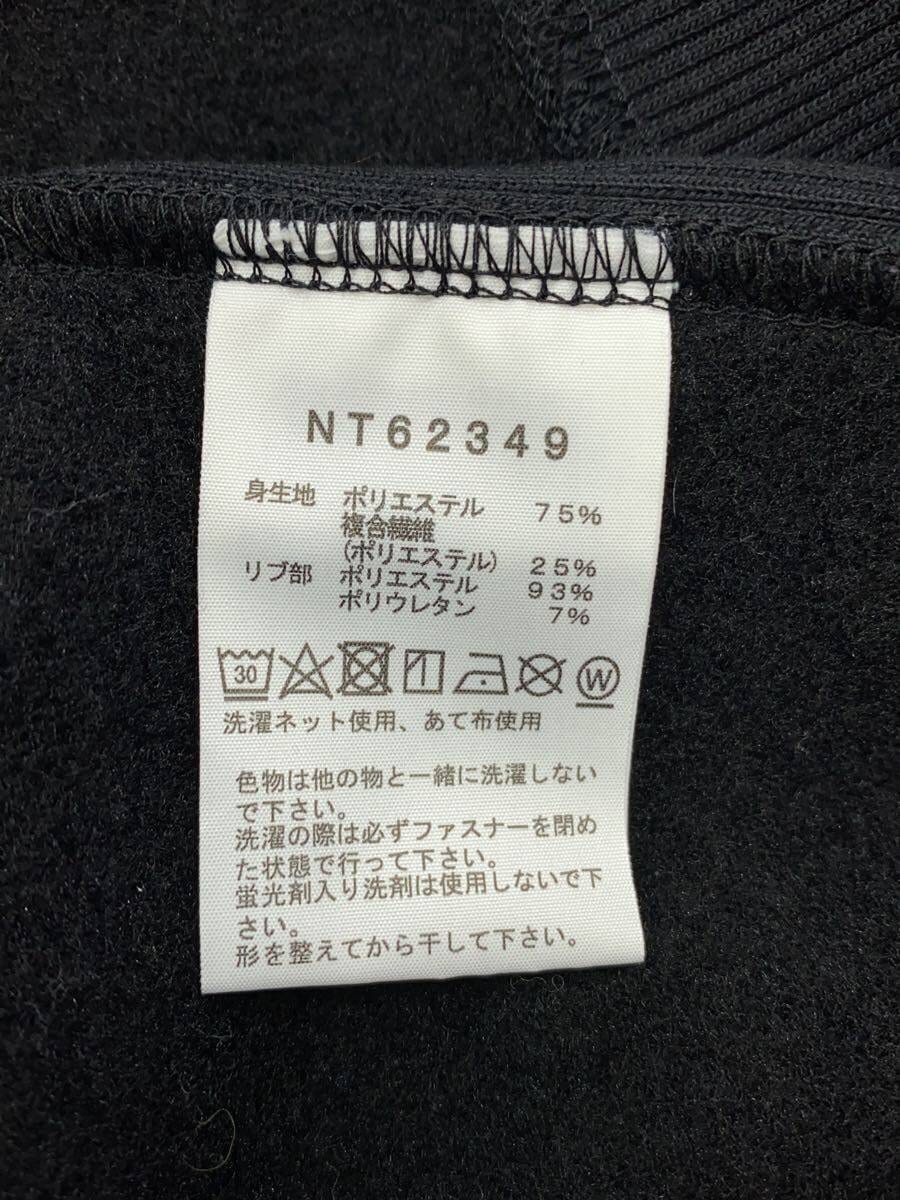 NT62349
身生地 ポリエステル 75%
複合繊維
(ポリエステル) 25%
リブ部 ポリエステル 93%
ポリウレタン 7%
30 W
洗濯ネット使用、あて布使用
色物は他の物と一緒に洗濯しない
で下さい。
洗濯の際は必ずファスナーを閉め
た状態で行って下さい。
蛍光剤入り洗剤は使用しないで下
さい。
形を整えてから干して下さい。